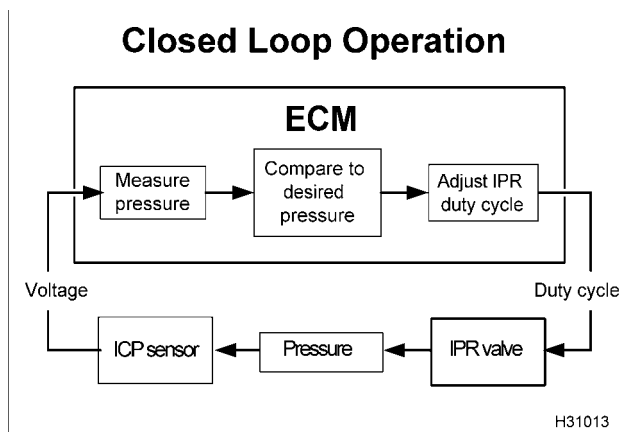 Closed Loop Operation
ECM
Measure
pressure
Compare to
desired
pressure
Adjust IPR
duty cycle
Voltage
Duty cycle
ICP sensor
Pressure
IPR valve
H31013